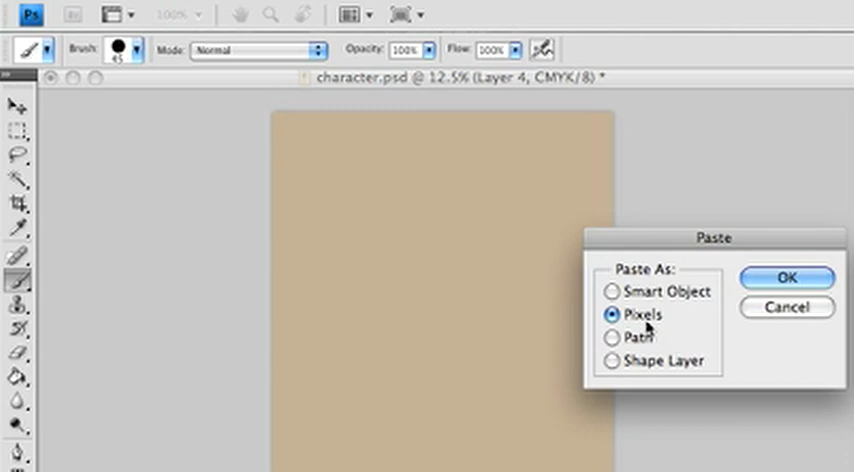 Ps Br 100%
Brush: 45 Mode: Normal Opacity: 100% Flow: 100%
character.psd @ 12.5% (Layer 4, CMYK/8) *
Paste
Paste As:
Smart Object
Pixels
Path
Shape Layer
OK
Cancel